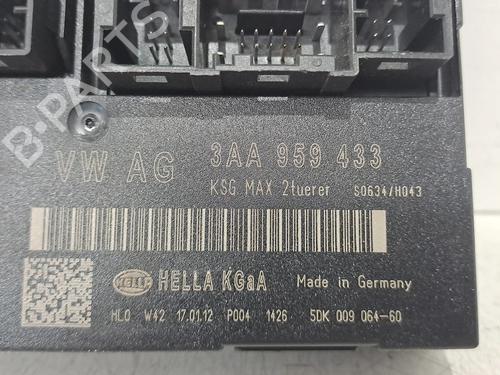 B-PARTS
VW AG 3AA 959 433
KSG MAX 2tuerer S0634/H043
HELLA
HELLA KGaA Made in Germany
HLO W42 17.01.12 P004 1426 5DK 009 064-60